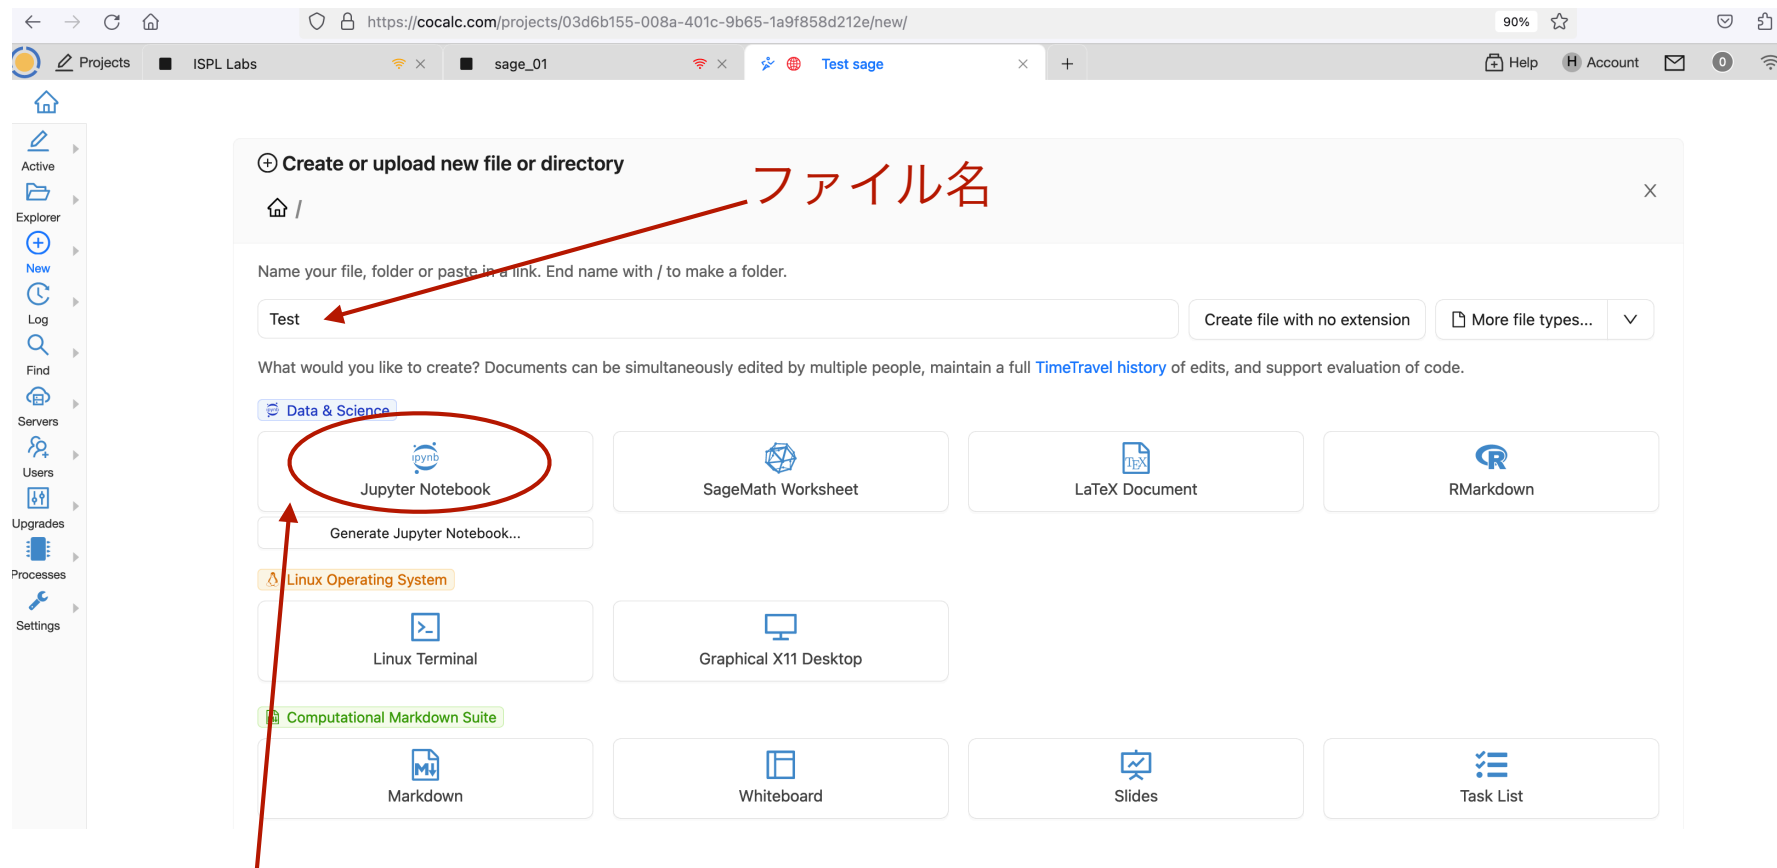 https://cocalc.com/projects/03d6b155-008a-401c-9b65-1a9f858d212e/new/
90%
Projects
ISPL Labs
sage_01
Test sage
Help
H Account
0
Active
Explorer
New
Log
Find
Servers
Users
Upgrades
Processes
Settings
Create or upload new file or directory
ファイル名
/
Name your file, folder or paste in a link. End name with / to make a folder.
Test
Create file with no extension
More file types...
What would you like to create? Documents can be simultaneously edited by multiple people, maintain a full TimeTravel history of edits, and support evaluation of code.
Data & Science
ipynb
Jupyter Notebook
SageMath Worksheet
TEX
LaTeX Document
R
RMarkdown
Generate Jupyter Notebook...
Linux Operating System
Linux Terminal
Graphical X11 Desktop
Computational Markdown Suite
M
Markdown
Whiteboard
Slides
Task List